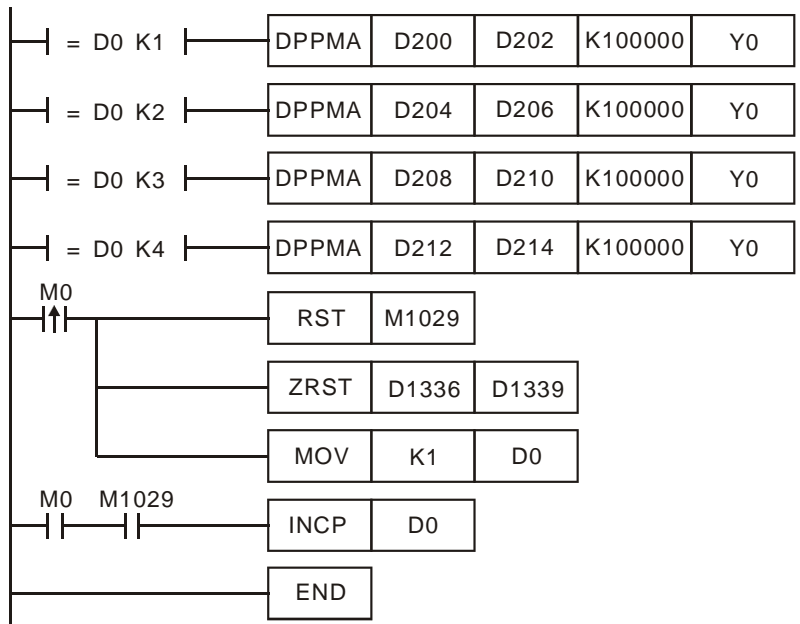 = D0 K1 DPPMA D200 D202 K100000 Y0
= D0 K2 DPPMA D204 D206 K100000 Y0
= D0 K3 DPPMA D208 D210 K100000 Y0
= D0 K4 DPPMA D212 D214 K100000 Y0
M0
RST M1029
ZRST D1336 D1339
MOV K1 D0
M0 M1029
INCP D0
END